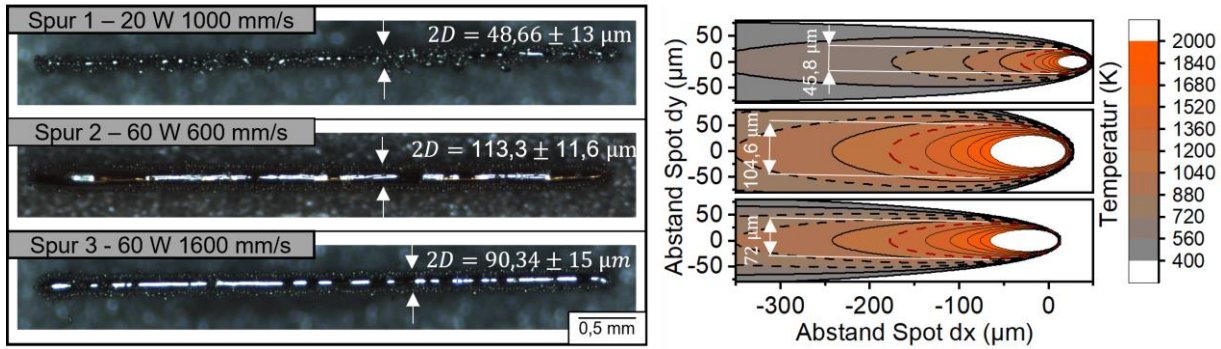 Spur 1 – 20 W 1000 mm/s
2D = 48,66 ± 13 µm
Spur 2 – 60 W 600 mm/s
2D = 113,3 ± 11,6 µm
Spur 3 - 60 W 1600 mm/s
2D = 90,34 ± 15 µm
0,5 mm
Abstand Spot dy (µm)
50
0
-50
45,8 µm
50
0
-50
104,6 µm
50
0
-50
72 µm
-300
-200
-100
0
Abstand Spot dx (µm)
Temperatur (K)
2000
1840
1680
1520
1360
1200
1040
880
720
560
400